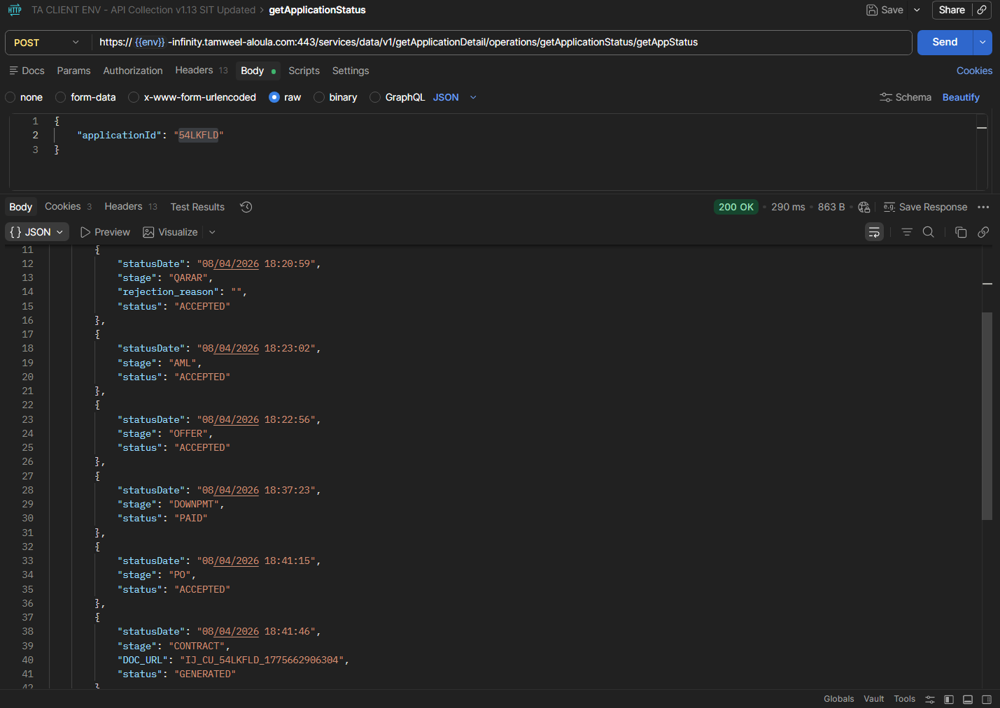 HTTP TA CLIENT ENV - API Collection v1.13 SIT Updated > getApplicationStatus Save Share
POST https:// {{env}} -infinity.tamweel-aloula.com:443/services/data/v1/getApplicationDetail/operations/getApplicationStatus/getAppStatus Send
Docs Params Authorization Headers 13 Body Scripts Settings Cookies
none form-data x-www-form-urlencoded raw binary GraphQL JSON Schema Beautify
1 {
2 "applicationId": "54LKFLD"
3 }
Body Cookies 3 Headers 13 Test Results 200 OK • 290 ms • 863 B • e.g. Save Response
{} JSON Preview Visualize
11 {
12 "statusDate": "08/04/2026 18:20:59",
13 "stage": "QARAR",
14 "rejection_reason": "",
15 "status": "ACCEPTED"
16 },
17 {
18 "statusDate": "08/04/2026 18:23:02",
19 "stage": "AML",
20 "status": "ACCEPTED"
21 },
22 {
23 "statusDate": "08/04/2026 18:22:56",
24 "stage": "OFFER",
25 "status": "ACCEPTED"
26 },
27 {
28 "statusDate": "08/04/2026 18:37:23",
29 "stage": "DOWNPMT",
30 "status": "PAID"
31 },
32 {
33 "statusDate": "08/04/2026 18:41:15",
34 "stage": "PO",
35 "status": "ACCEPTED"
36 },
37 {
38 "statusDate": "08/04/2026 18:41:46",
39 "stage": "CONTRACT",
40 "DOC_URL": "IJ_CU_54LKFLD_1775662906304",
41 "status": "GENERATED"
42 }
Globals Vault Tools